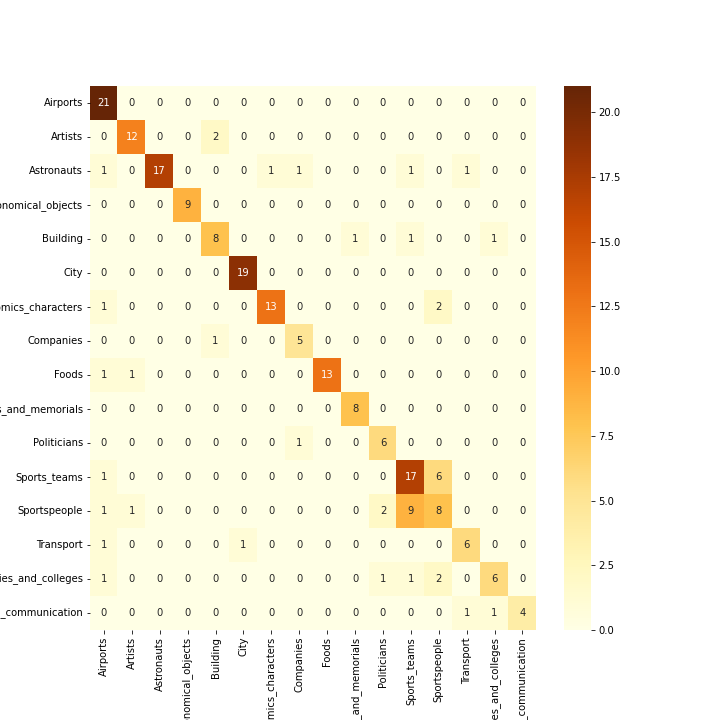 Airports 21 0 0 0 0 0 0 0 0 0 0 0 0 0 0 0
Artists 0 12 0 0 2 0 0 0 0 0 0 0 0 0 0 0
Astronauts 1 0 17 0 0 0 1 1 0 0 0 1 0 1 0 0
onomical_objects 0 0 0 9 0 0 0 0 0 0 0 0 0 0 0 0
Building 0 0 0 0 8 0 0 0 0 1 0 1 0 0 1 0
City 0 0 0 0 0 19 0 0 0 0 0 0 0 0 0 0
omics_characters 1 0 0 0 0 0 13 0 0 0 0 0 2 0 0 0
Companies 0 0 0 0 1 0 0 5 0 0 0 0 0 0 0 0
Foods 1 1 0 0 0 0 0 0 13 0 0 0 0 0 0 0
s_and_memorials 0 0 0 0 0 0 0 0 0 8 0 0 0 0 0 0
Politicians 0 0 0 0 0 0 0 1 0 0 6 0 0 0 0 0
Sports_teams 1 0 0 0 0 0 0 0 0 0 0 17 6 0 0 0
Sportspeople 1 1 0 0 0 0 0 0 0 0 2 9 8 0 0 0
Transport 1 0 0 0 0 1 0 0 0 0 0 0 0 6 0 0
ies_and_colleges 1 0 0 0 0 0 0 0 0 0 1 1 2 0 6 0
_communication 0 0 0 0 0 0 0 0 0 0 0 0 0 1 1 4
Airports
Artists
Astronauts
onomical_objects
Building
City
mics_characters
Companies
Foods
_and_memorials
Politicians
Sports_teams
Sportspeople
Transport
es_and_colleges
_communication
20.0
17.5
15.0
12.5
10.0
7.5
5.0
2.5
0.0